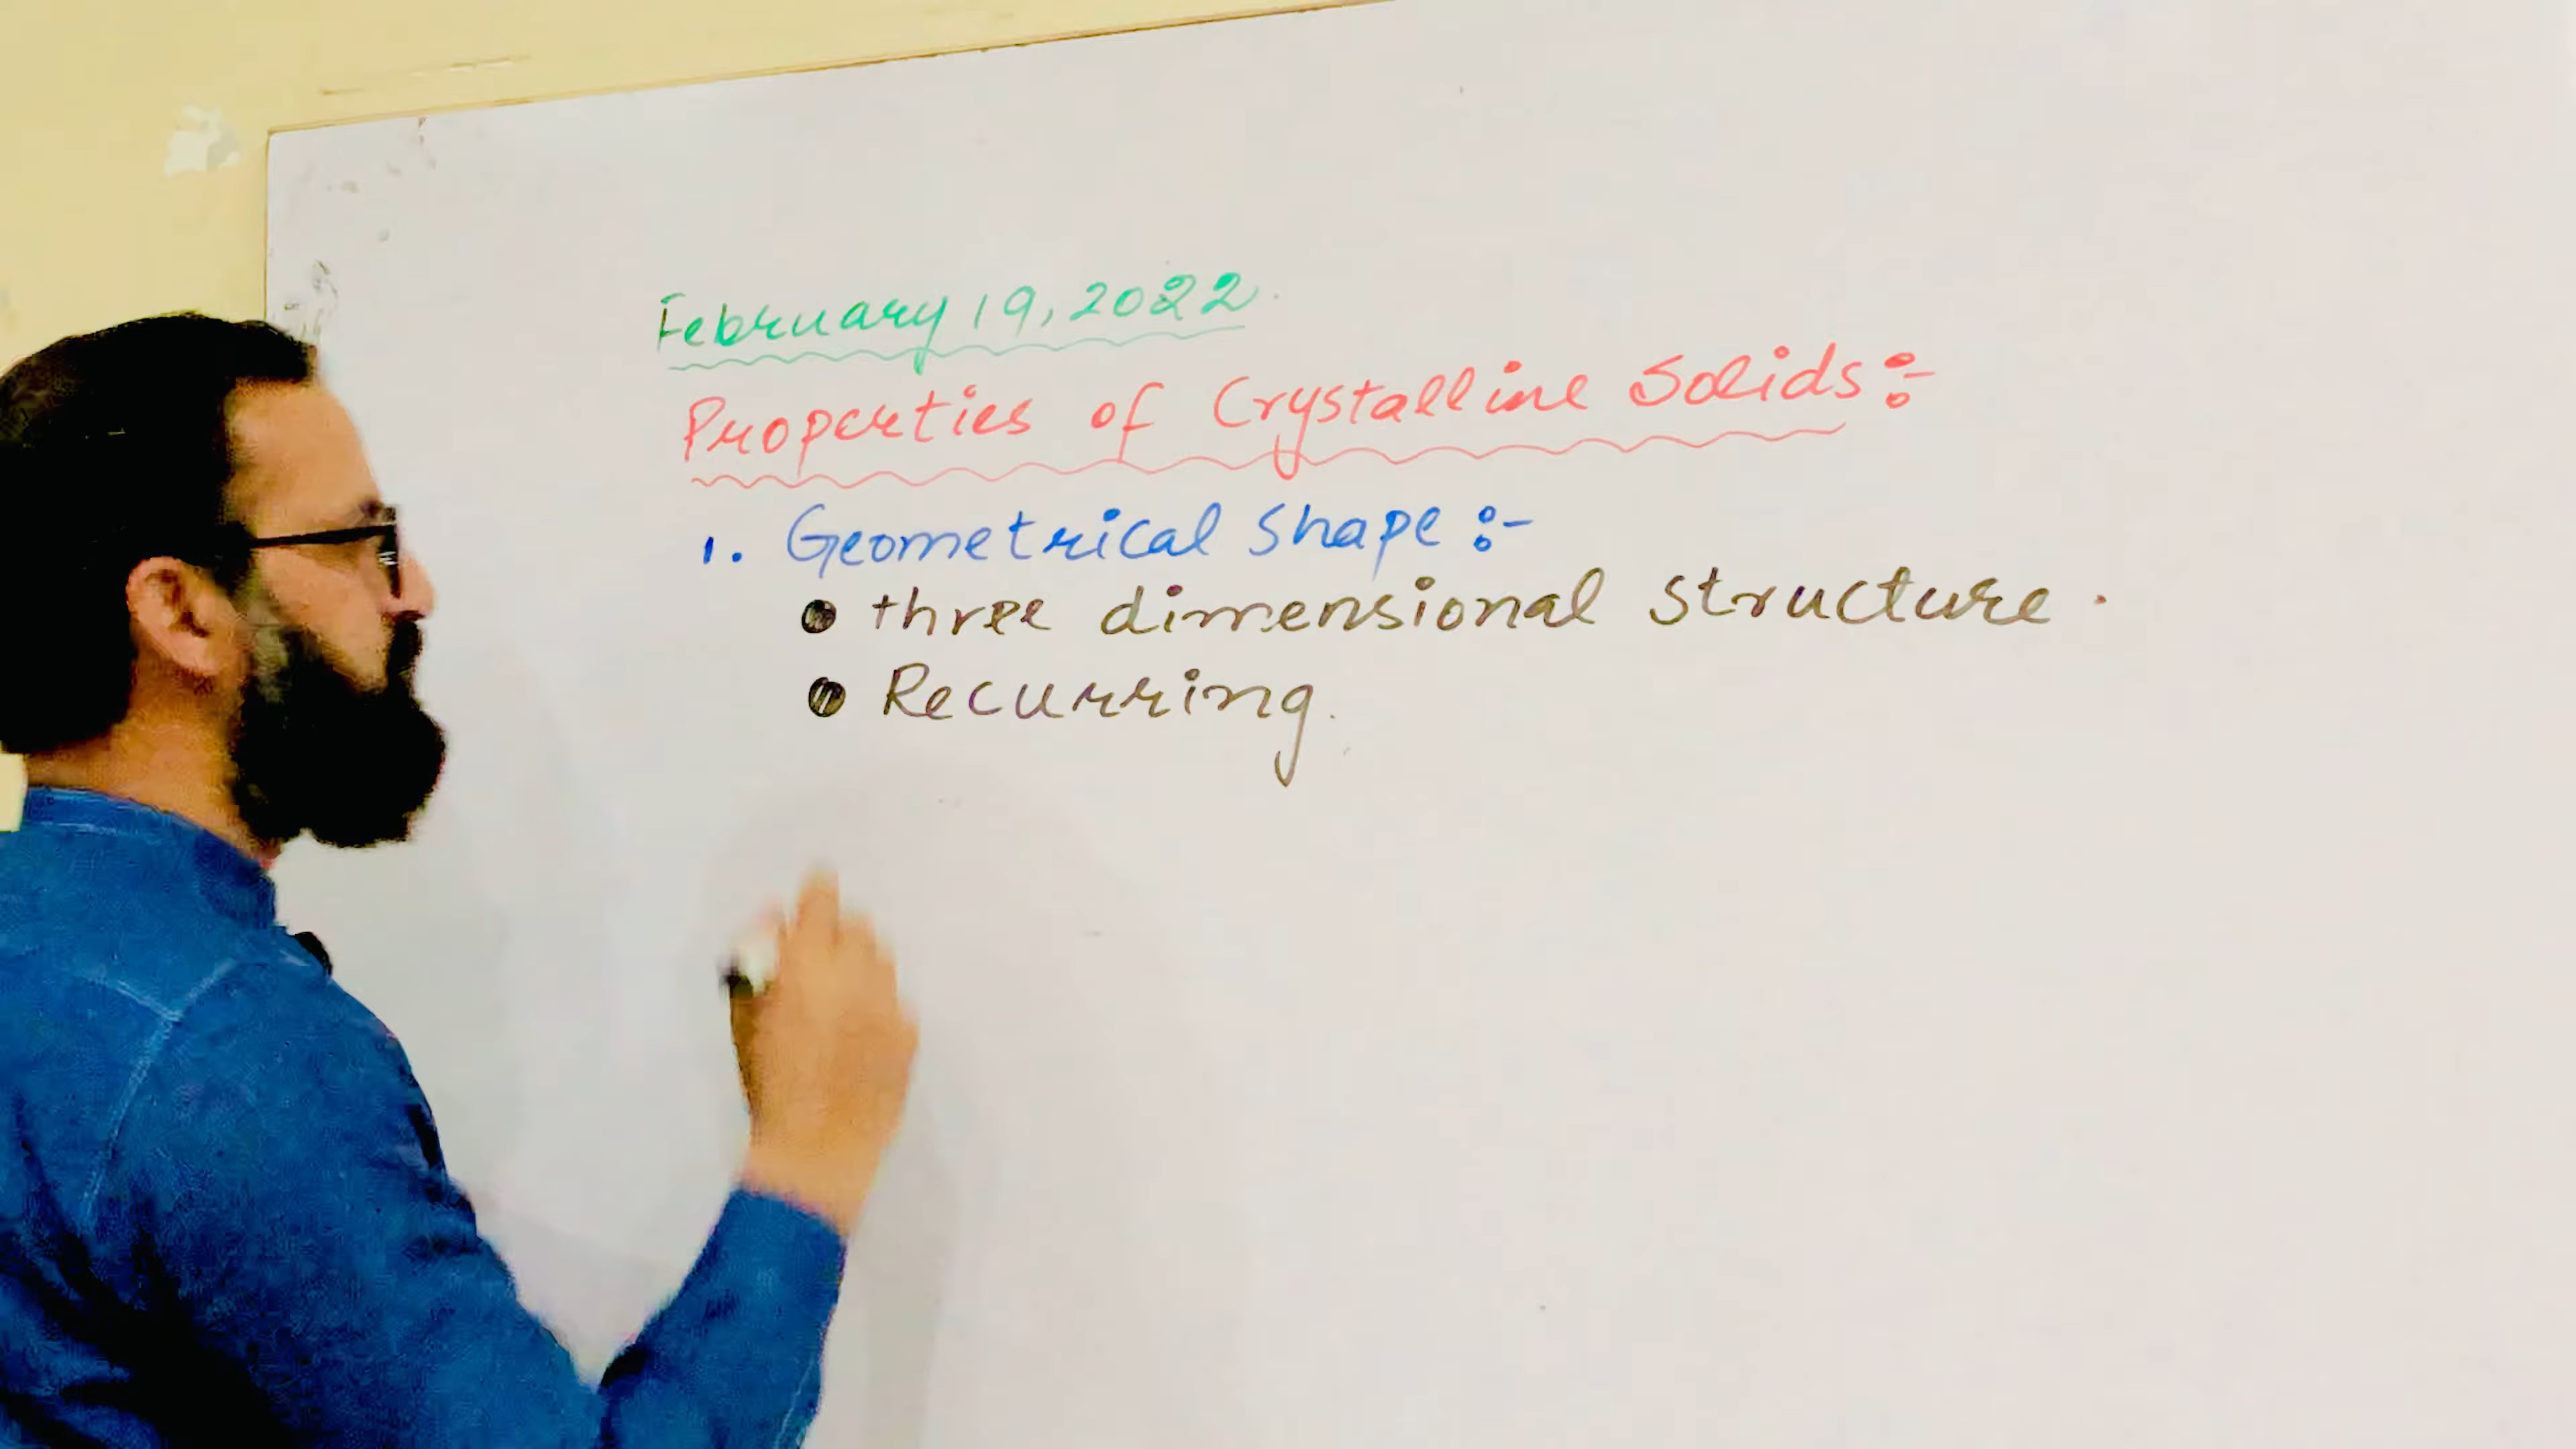 February 19, 2022.
Properties of Crystalline Solids:-
1. Geometrical Shape:-
• three dimensional structure.
• Recurring.